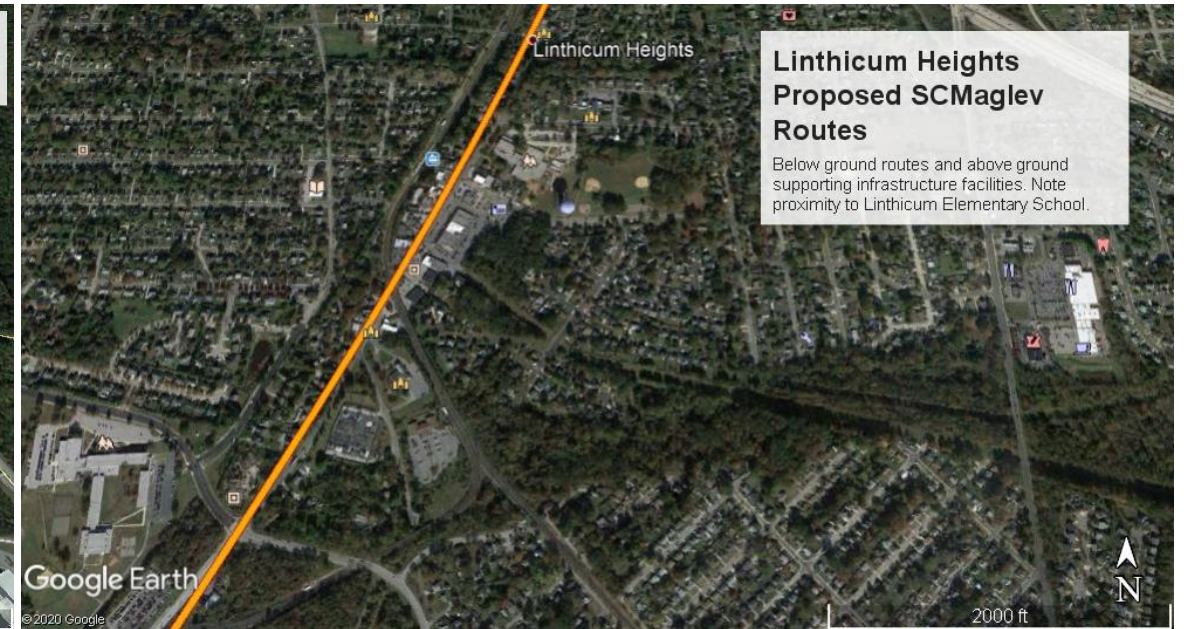 Linthicum Heights
Linthicum Heights
Proposed SCMaglev
Routes
Below ground routes and above ground
supporting infrastructure facilities. Note
proximity to Linthicum Elementary School.
Google Earth
©2020 Google
2000 ft
N